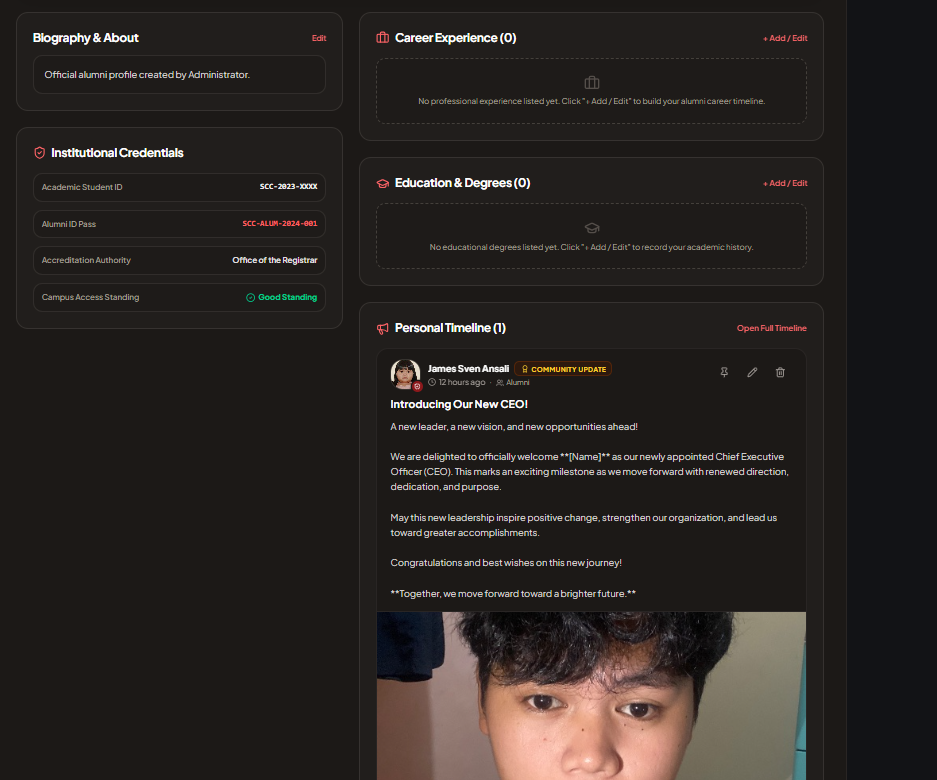 Biography & About
Edit
Official alumni profile created by Administrator.
Institutional Credentials
Academic Student ID
SCC-2023-XXXX
Alumni ID Pass
SCC-ALUM-2024-001
Accreditation Authority
Office of the Registrar
Campus Access Standing
Good Standing
Career Experience (0)
+ Add / Edit
No professional experience listed yet. Click "+ Add / Edit" to build your alumni career timeline.
Education & Degrees (0)
+ Add / Edit
No educational degrees listed yet. Click "+ Add / Edit" to record your academic history.
Personal Timeline (1)
Open Full Timeline
James Sven Ansali
COMMUNITY UPDATE
12 hours ago · Alumni
Introducing Our New CEO!
A new leader, a new vision, and new opportunities ahead!
We are delighted to officially welcome **[Name]** as our newly appointed Chief Executive
Officer (CEO). This marks an exciting milestone as we move forward with renewed direction,
dedication, and purpose.
May this new leadership inspire positive change, strengthen our organization, and lead us
toward greater accomplishments.
Congratulations and best wishes on this new journey!
**Together, we move forward toward a brighter future.**